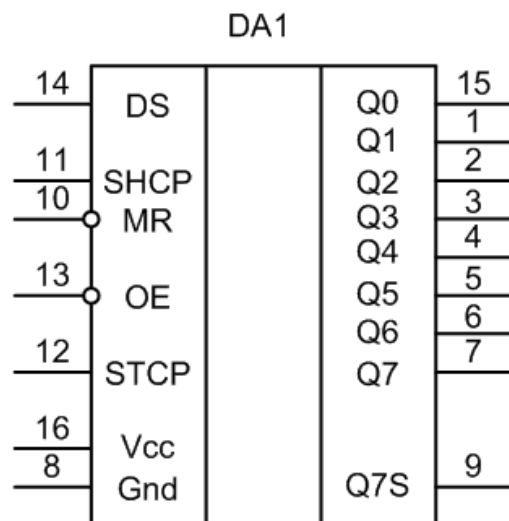 DA1
14 DS Q0 15
Q1 1
11 SHCP Q2 2
10 MR Q3 3
Q4 4
13 OE Q5 5
Q6 6
12 STCP Q7 7
16 Vcc
8 Gnd Q7S 9